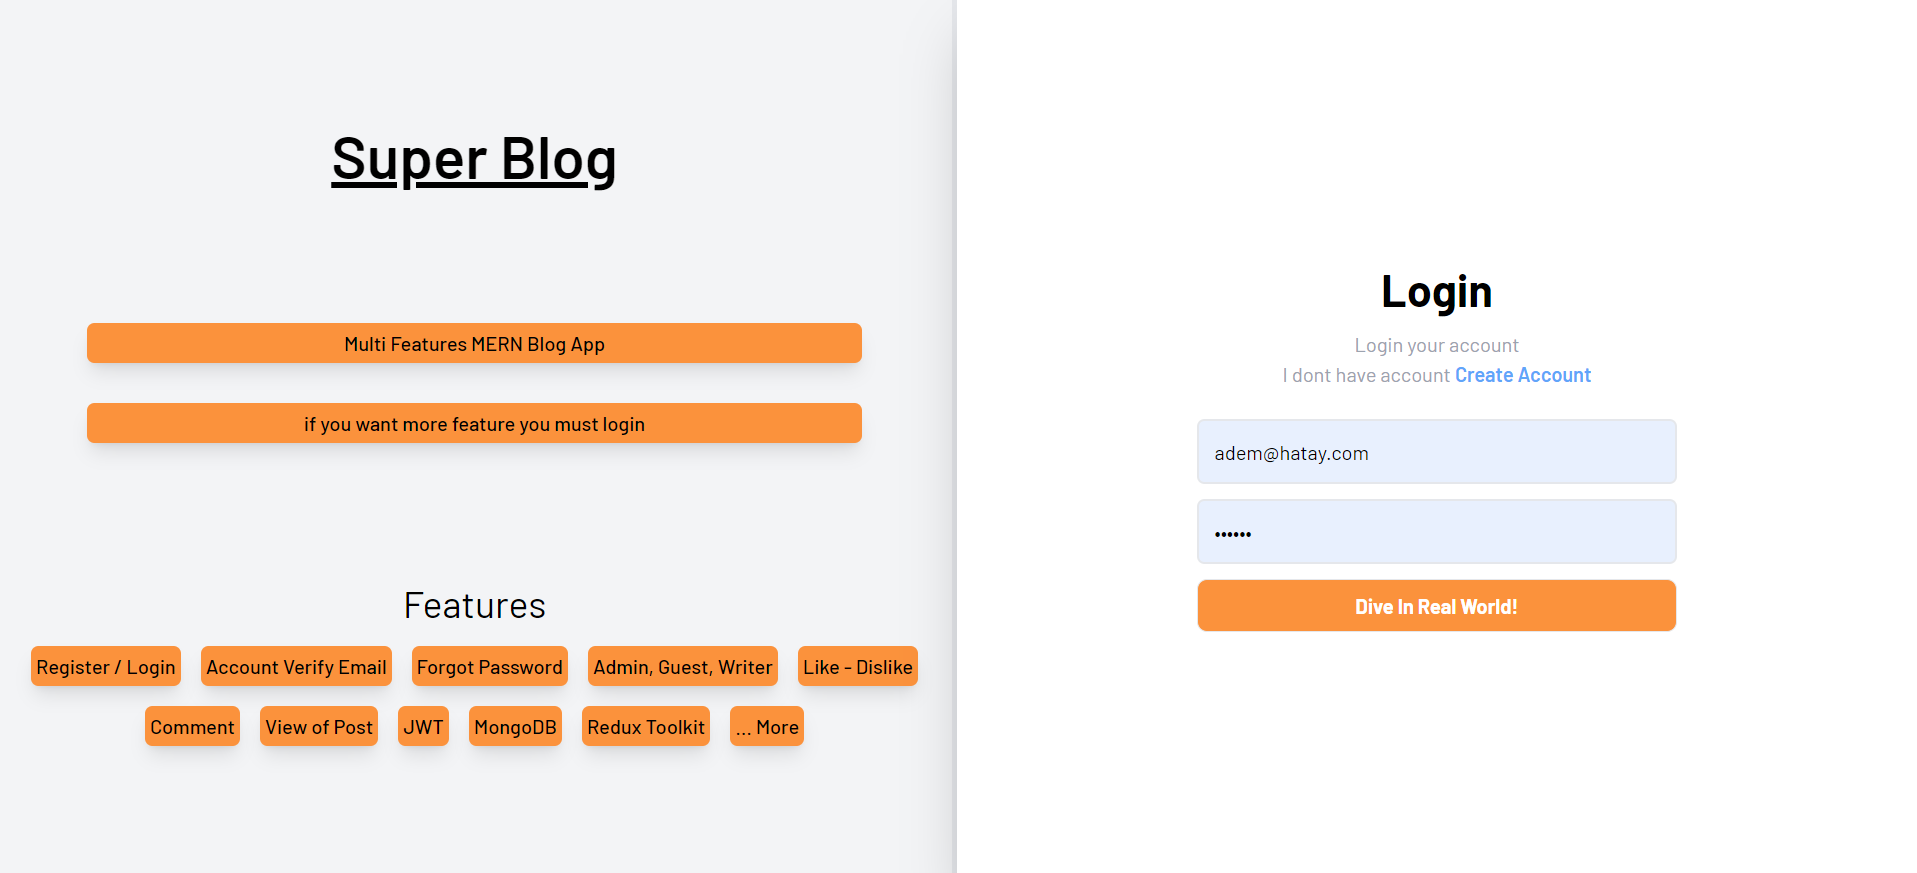 Super Blog
Multi Features MERN Blog App
if you want more feature you must login
Features
Register / Login
Account Verify Email
Forgot Password
Admin, Guest, Writer
Like - Dislike
Comment
View of Post
JWT
MongoDB
Redux Toolkit
... More
Login
Login your account
I dont have account Create Account
adem@hatay.com
••••••
Dive In Real World!